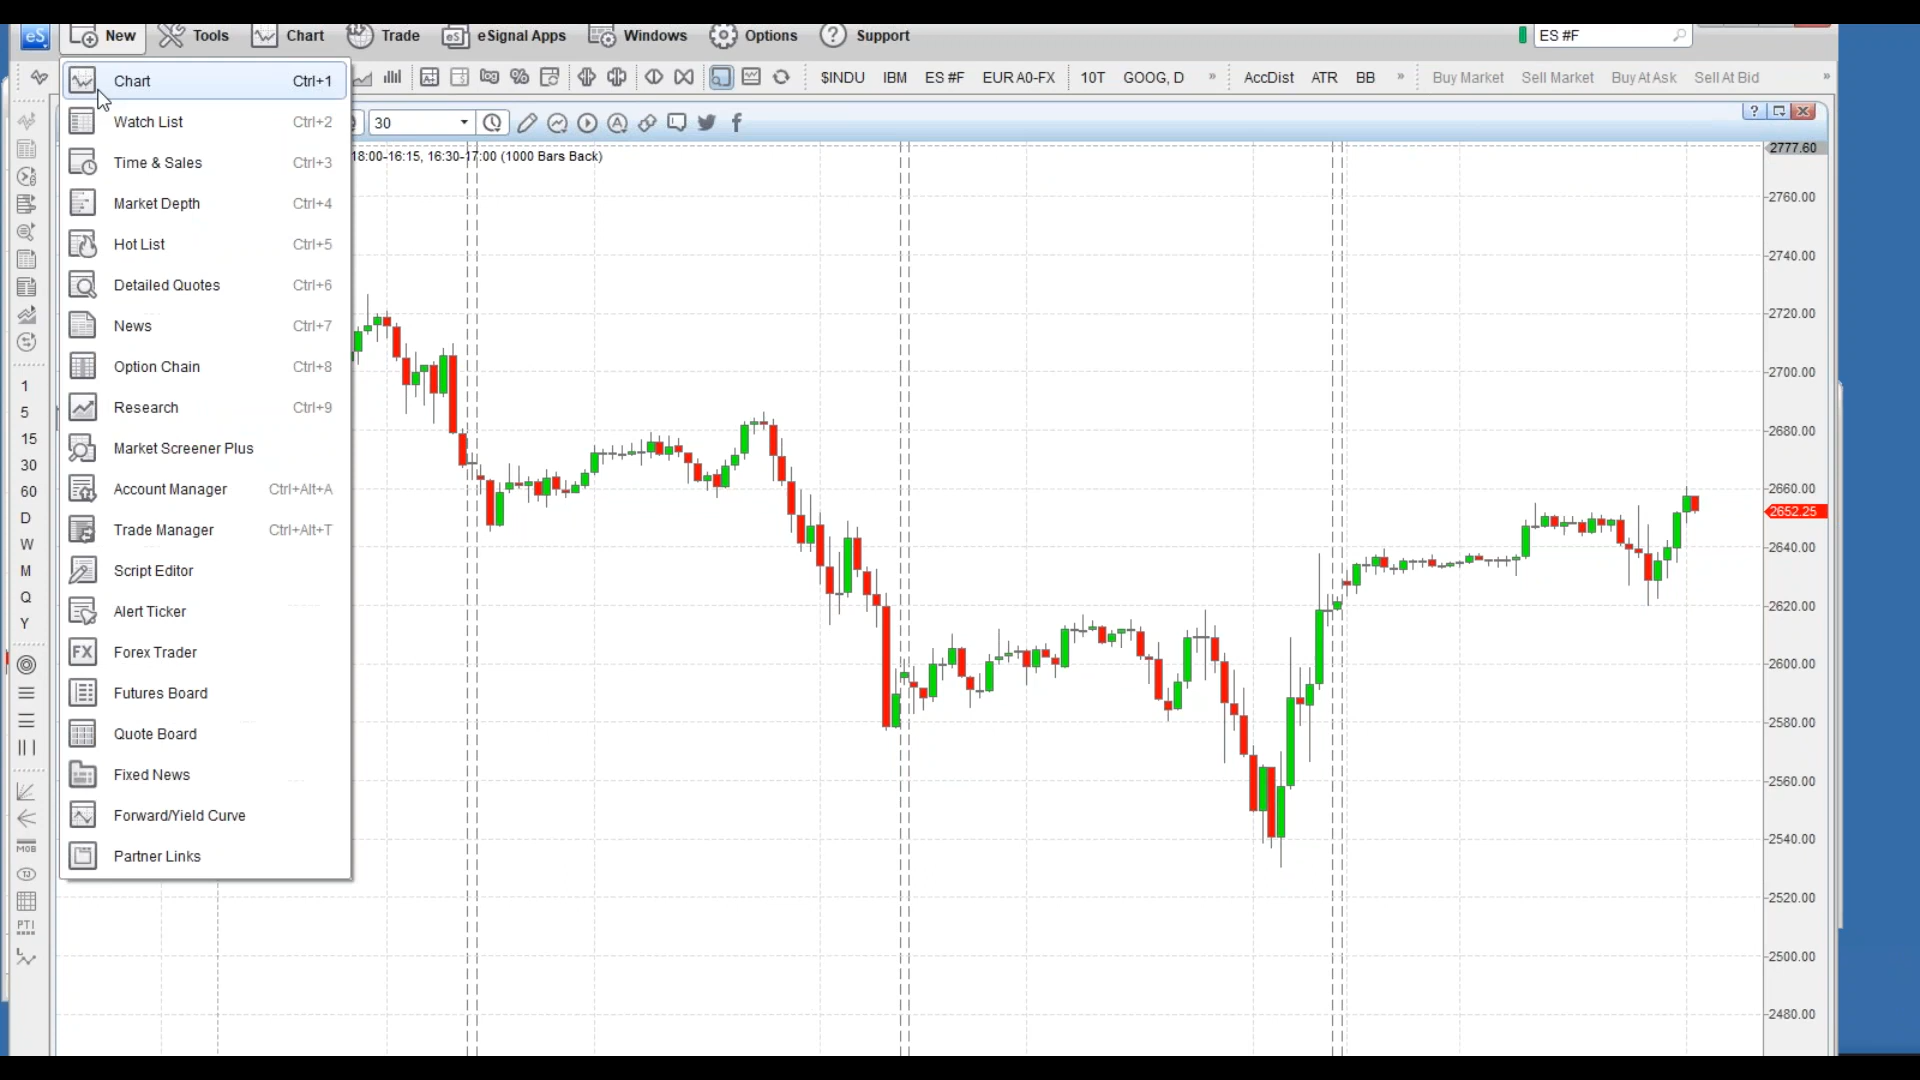 eS New Tools Chart Trade eS eSignal Apps Windows Options ? Support ES #F
$INDU IBM ES #F EUR A0-FX 10T GOOG, D » AccDist ATR BB » Buy Market Sell Market Buy At Ask Sell At Bid »
Chart Ctrl+1
Watch List Ctrl+2
Time & Sales Ctrl+3
Market Depth Ctrl+4
Hot List Ctrl+5
Detailed Quotes Ctrl+6
News Ctrl+7
Option Chain Ctrl+8
Research Ctrl+9
Market Screener Plus
Account Manager Ctrl+Alt+A
Trade Manager Ctrl+Alt+T
Script Editor
Alert Ticker
FX Forex Trader
Futures Board
Quote Board
Fixed News
Forward/Yield Curve
Partner Links
30
18:00-16:15, 16:30-17:00 (1000 Bars Back)
1
5
15
30
60
D
W
M
Q
Y
MOB
TJ
PTI
2777.60
2760.00
2740.00
2720.00
2700.00
2680.00
2660.00
2652.25
2640.00
2620.00
2600.00
2580.00
2560.00
2540.00
2520.00
2500.00
2480.00